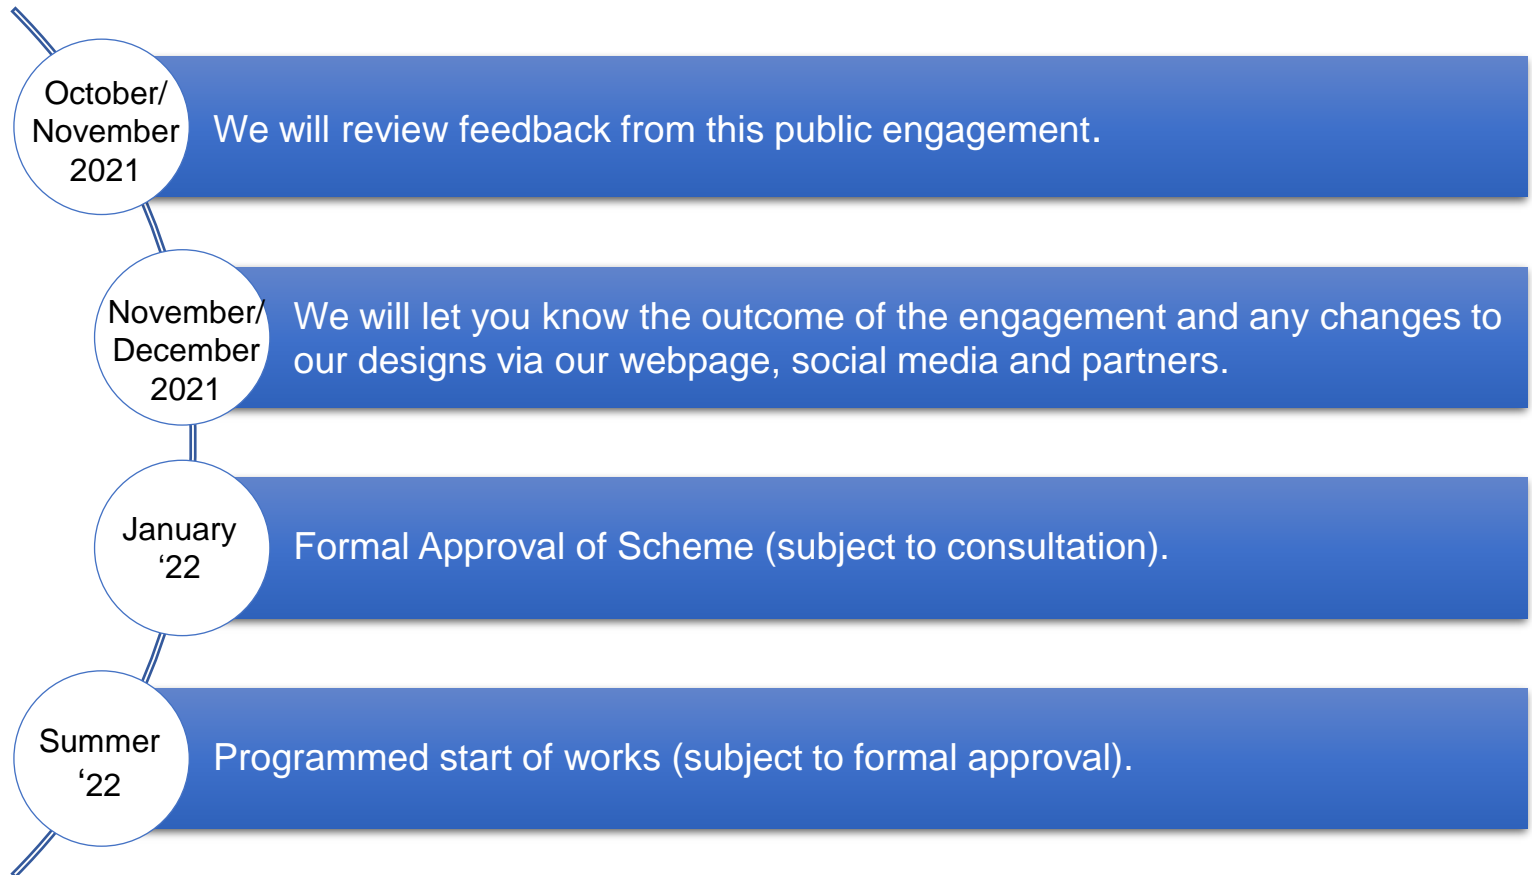 October/
November
2021
We will review feedback from this public engagement.
November/
December
2021
We will let you know the outcome of the engagement and any changes to
our designs via our webpage, social media and partners.
January
‘22
Formal Approval of Scheme (subject to consultation).
Summer
‘22
Programmed start of works (subject to formal approval).